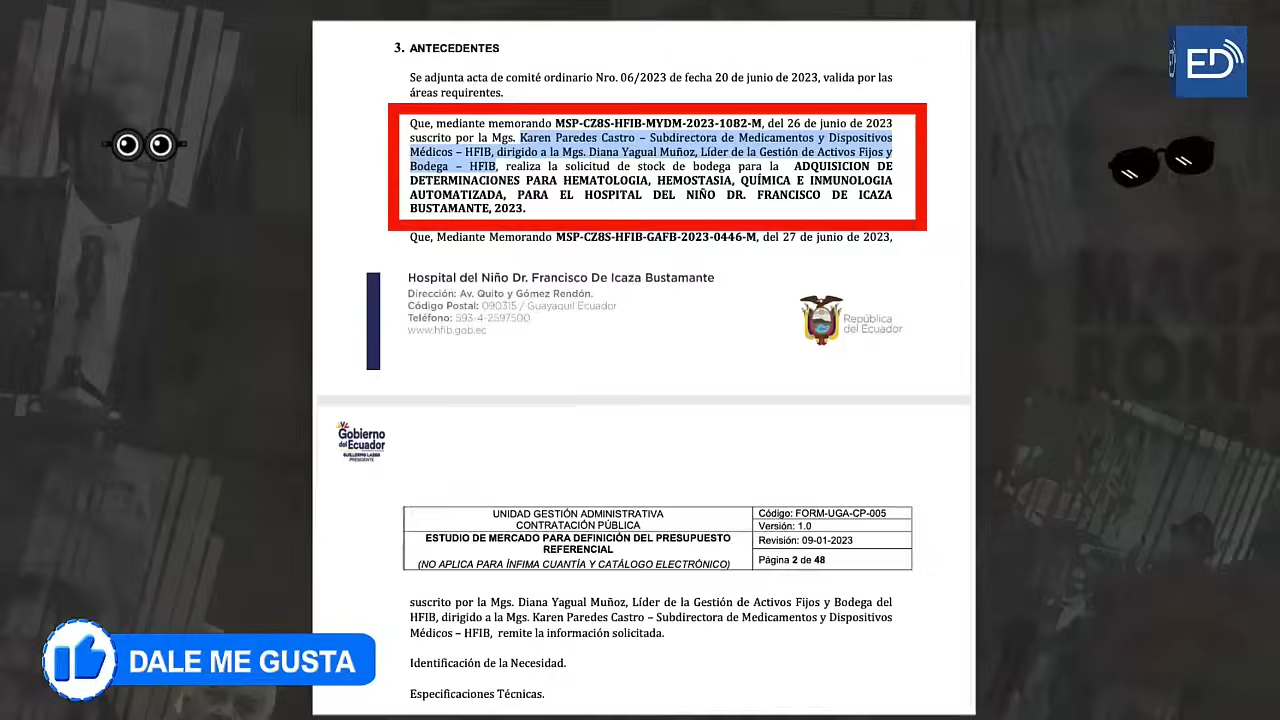 3. ANTECEDENTES
Se adjunta acta de comité ordinario Nro. 06/2023 de fecha 20 de junio de 2023, valida por las
áreas requirentes.
Que, mediante memorando MSP-CZ8S-HFIB-MYDM-2023-1082-M, del 26 de junio de 2023
suscrito por la Mgs. Karen Paredes Castro – Subdirectora de Medicamentos y Dispositivos
Médicos – HFIB, dirigido a la Mgs. Diana Yagual Muñoz, Líder de la Gestión de Activos Fijos y
Bodega – HFIB, realiza la solicitud de stock de bodega para la ADQUISICION DE
DETERMINACIONES PARA HEMATOLOGIA, HEMOSTASIA, QUÍMICA E INMUNOLOGIA
AUTOMATIZADA, PARA EL HOSPITAL DEL NIÑO DR. FRANCISCO DE ICAZA
BUSTAMANTE, 2023.
Que, Mediante Memorando MSP-CZ8S-HFIB-GAFB-2023-0446-M, del 27 de junio de 2023,
Hospital del Niño Dr. Francisco De Icaza Bustamante
Dirección: Av. Quito y Gómez Rendón.
Código Postal: 090315 / Guayaquil Ecuador
Teléfono: 593-4-2597500
www.hfib.gob.ec
República
del Ecuador
Gobierno
del Ecuador
GUILLERMO LASSO
PRESIDENTE
UNIDAD GESTIÓN ADMINISTRATIVA
CONTRATACIÓN PÚBLICA
ESTUDIO DE MERCADO PARA DEFINICIÓN DEL PRESUPUESTO
REFERENCIAL
(NO APLICA PARA ÍNFIMA CUANTÍA Y CATÁLOGO ELECTRÓNICO)
Código: FORM-UGA-CP-005
Versión: 1.0
Revisión: 09-01-2023
Página 2 de 48
suscrito por la Mgs. Diana Yagual Muñoz, Líder de la Gestión de Activos Fijos y Bodega del
HFIB, dirigido a la Mgs. Karen Paredes Castro – Subdirectora de Medicamentos y Dispositivos
Médicos – HFIB, remite la información solicitada.
Identificación de la Necesidad.
Especificaciones Técnicas.
DALE ME GUSTA
ED